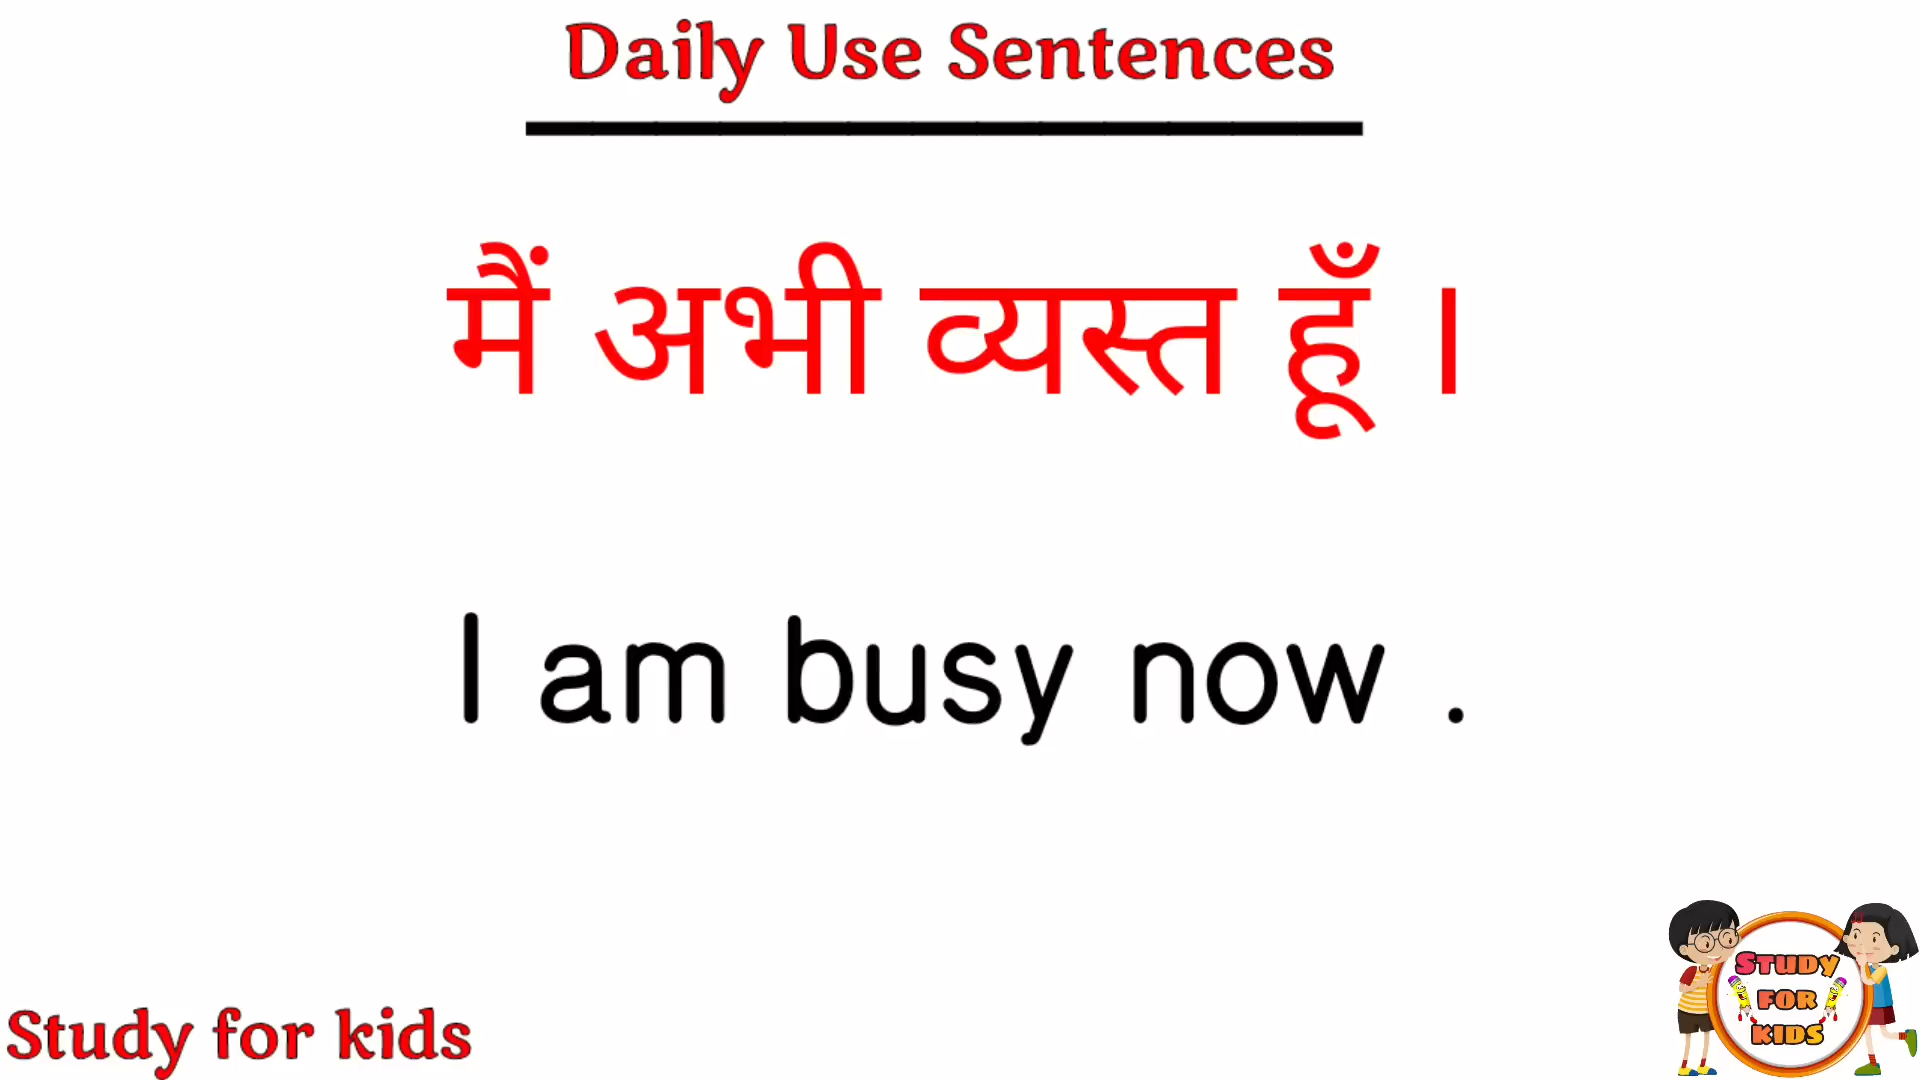 Daily Use Sentences
मैं अभी व्यस्त हूँ ।
I am busy now .
Study for kids
STUDY
FOR
KIDS